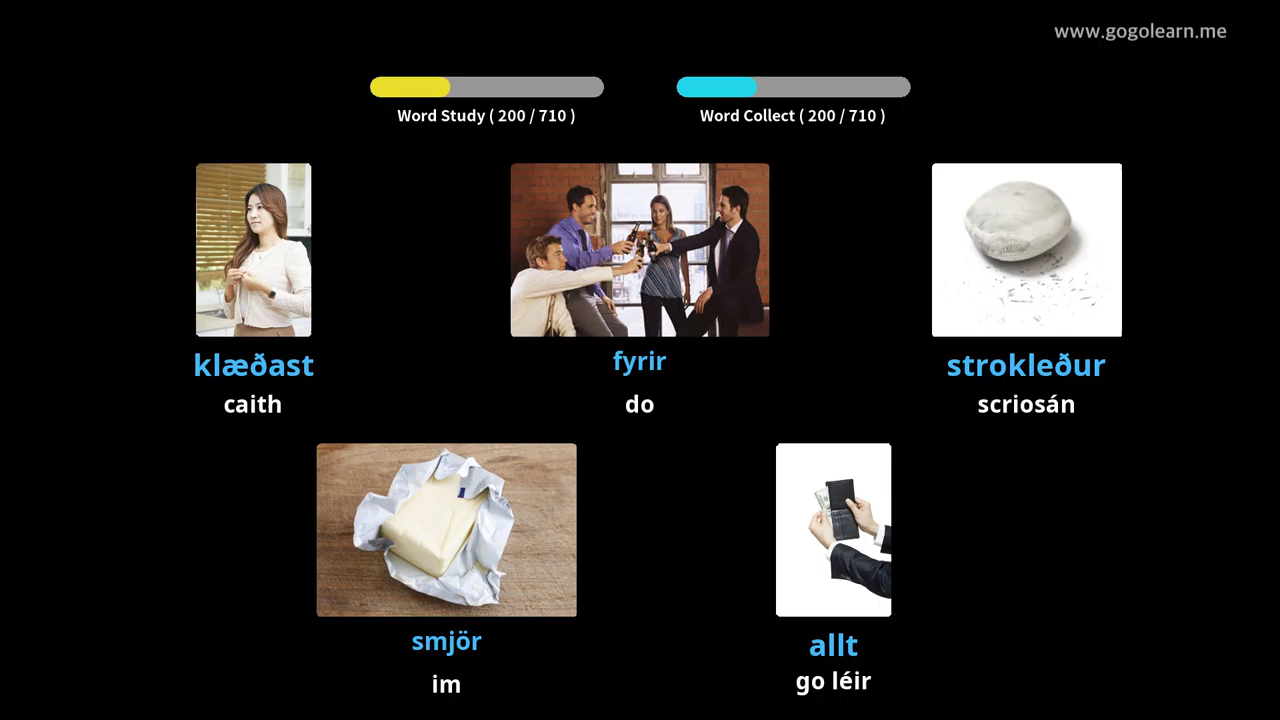 www.gogolearn.me
Word Study ( 200 / 710 )
Word Collect ( 200 / 710 )
klæðast
caith
fyrir
do
strokleður
scriosán
smjör
im
allt
go léir